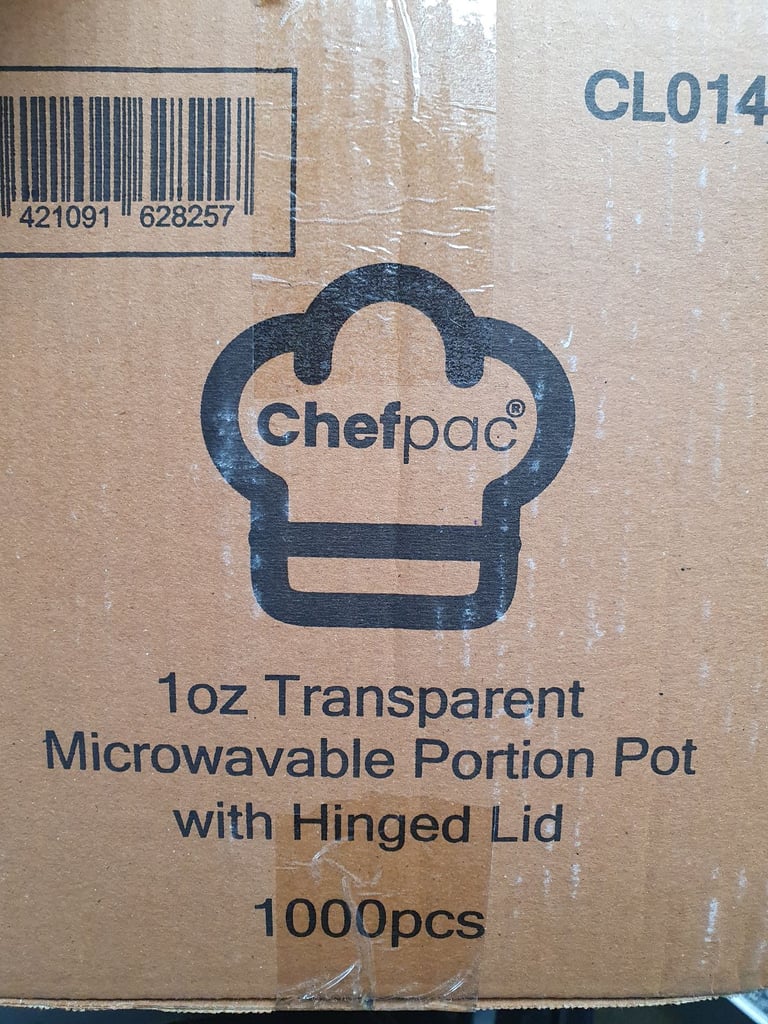 CL014
421091 628257
Chefpac®
1oz Transparent
Microwavable Portion Pot
with Hinged Lid
1000pcs